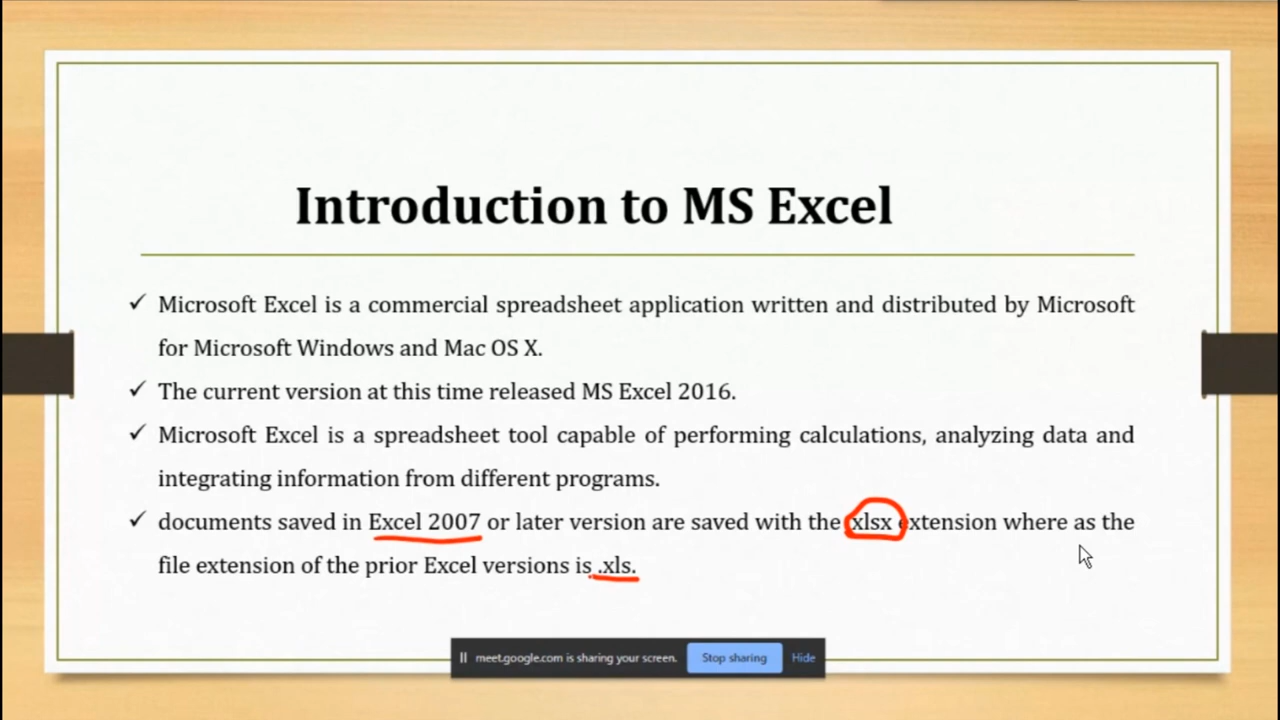 Introduction to MS Excel
✓ Microsoft Excel is a commercial spreadsheet application written and distributed by Microsoft
for Microsoft Windows and Mac OS X.
✓ The current version at this time released MS Excel 2016.
✓ Microsoft Excel is a spreadsheet tool capable of performing calculations, analyzing data and
integrating information from different programs.
✓ documents saved in Excel 2007 or later version are saved with the xlsx extension where as the
file extension of the prior Excel versions is .xls.
meet.google.com is sharing your screen. Stop sharing Hide